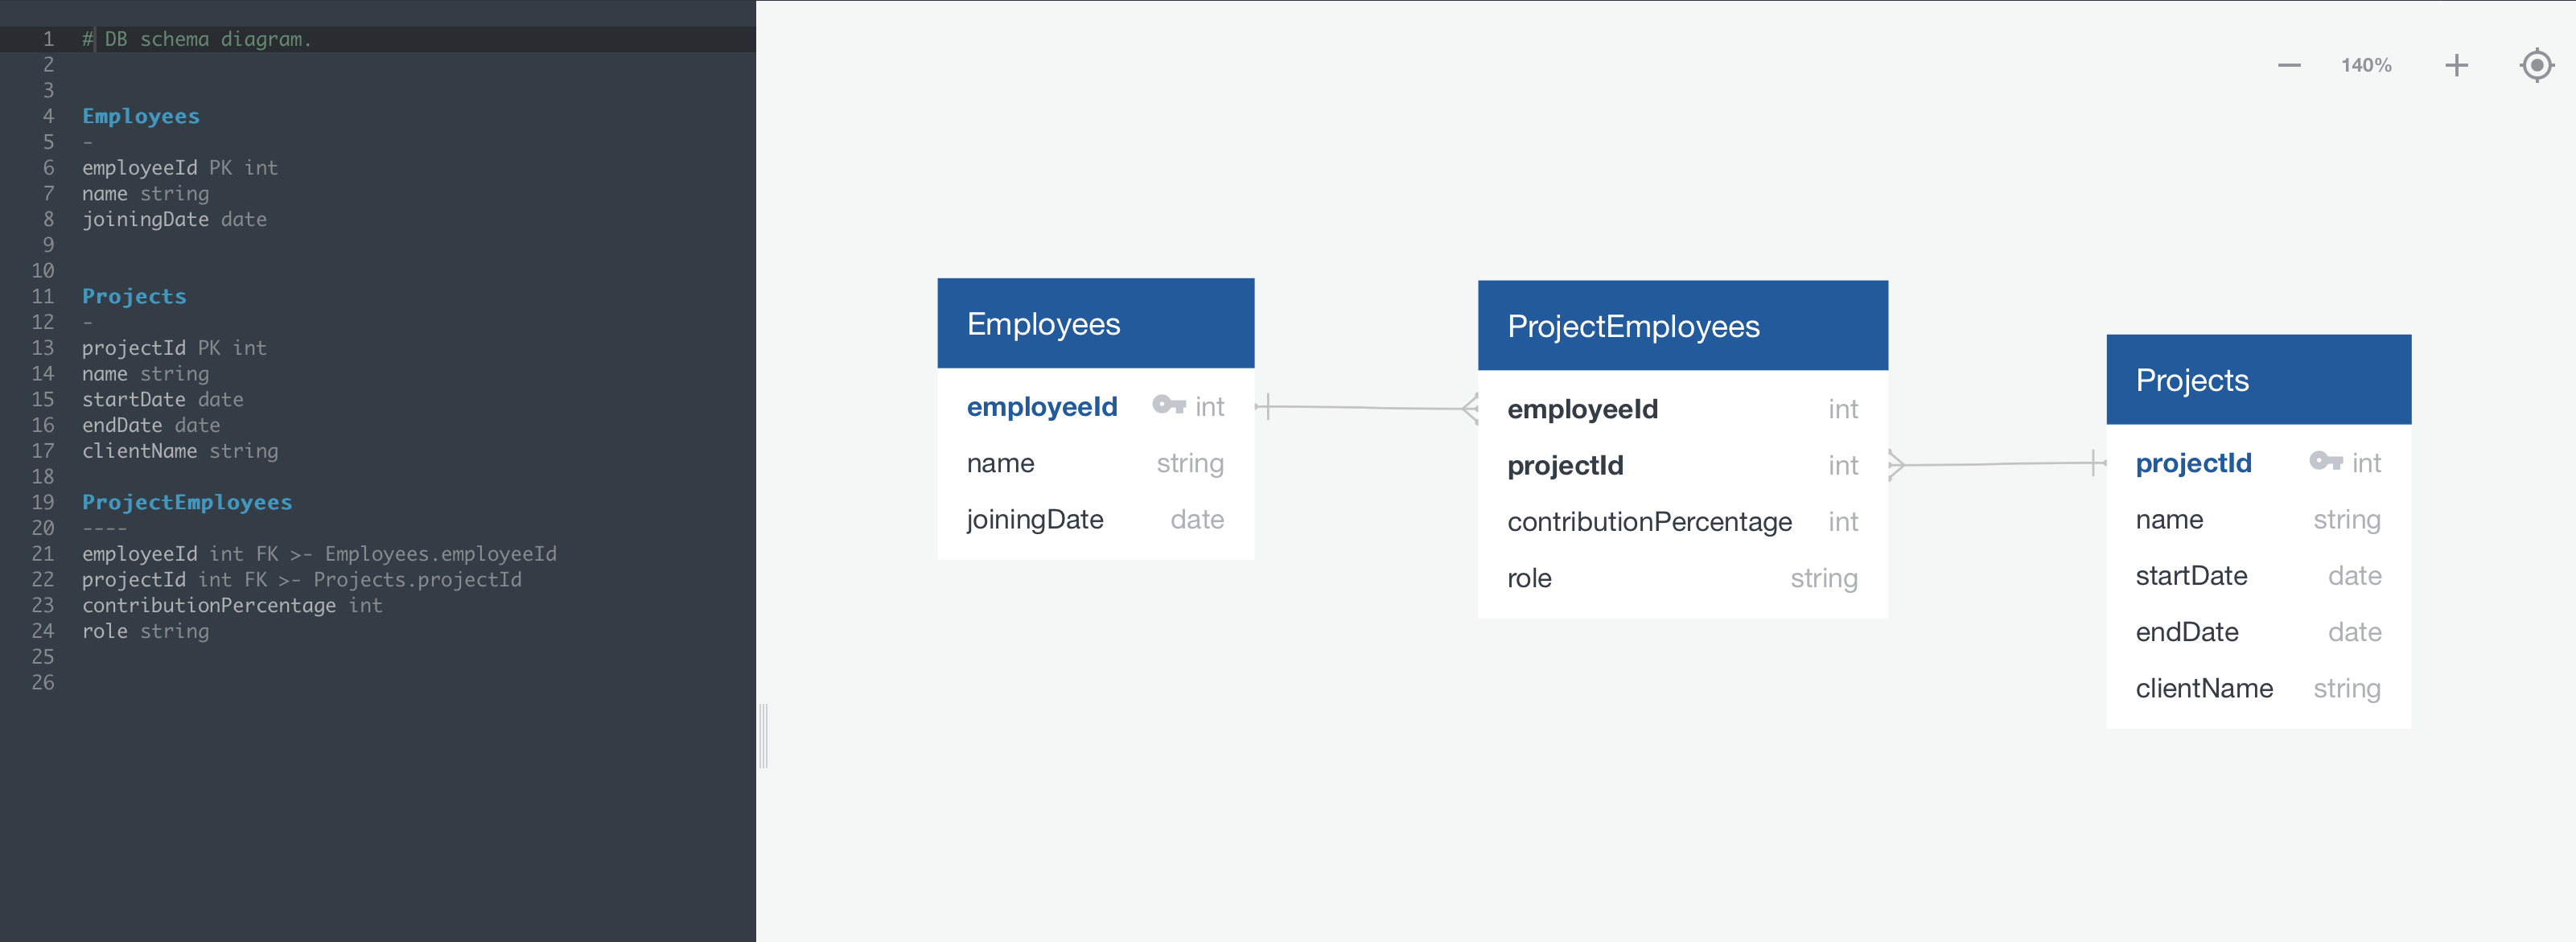 1 # DB schema diagram.
2
3
4 Employees
5 -
6 employeeId PK int
7 name string
8 joiningDate date
9
10
11 Projects
12 -
13 projectId PK int
14 name string
15 startDate date
16 endDate date
17 clientName string
18
19 ProjectEmployees
20 ----
21 employeeId int FK >- Employees.employeeId
22 projectId int FK >- Projects.projectId
23 contributionPercentage int
24 role string
25
26
140%
Employees
employeeId int
name string
joiningDate date
ProjectEmployees
employeeId int
projectId int
contributionPercentage int
role string
Projects
projectId int
name string
startDate date
endDate date
clientName string